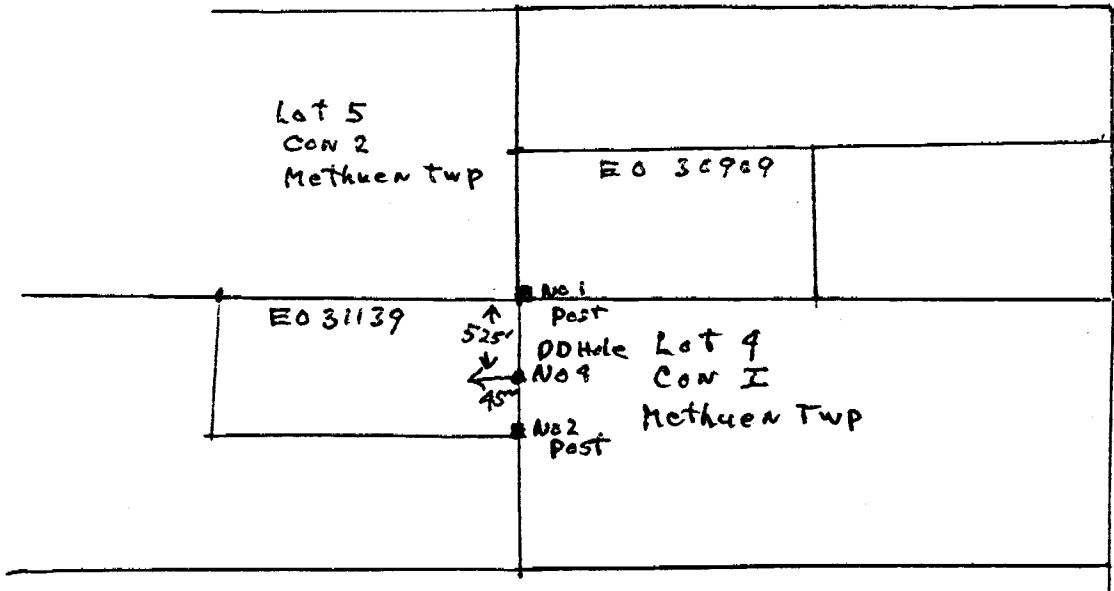 Lot 5
Con 2
Methuen Twp
EO 30909
No 1
Post
EO 31139
525'
DD Hole
No 4
45°
Lot 4
Con I
Methuen Twp
No 2
Post